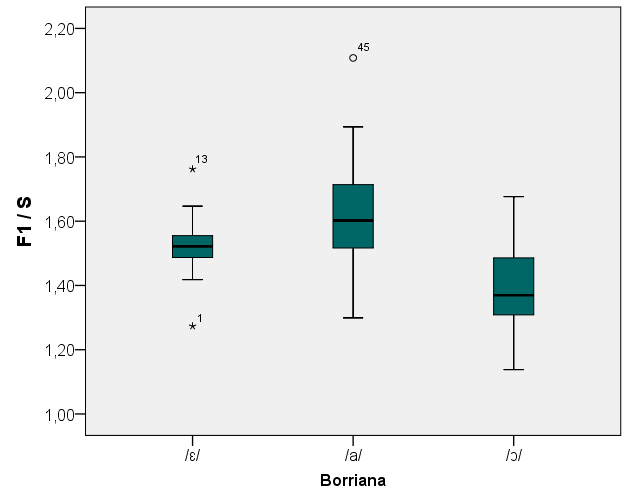 2,20
2,00
1,80
1,60
1,40
1,20
1,00
F1 / S
45
13
1
/ɛ/
/a/
/ɔ/
Borriana